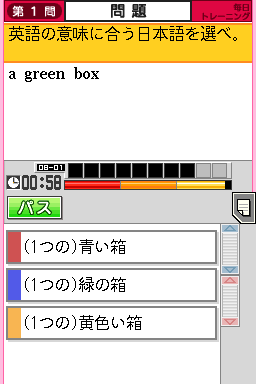 第1問
問題
毎日
トレーニング
英語の意味に合う日本語を選べ。
a green box
08-01
00:56
パス
(1つの)青い箱
(1つの)緑の箱
(1つの)黄色い箱